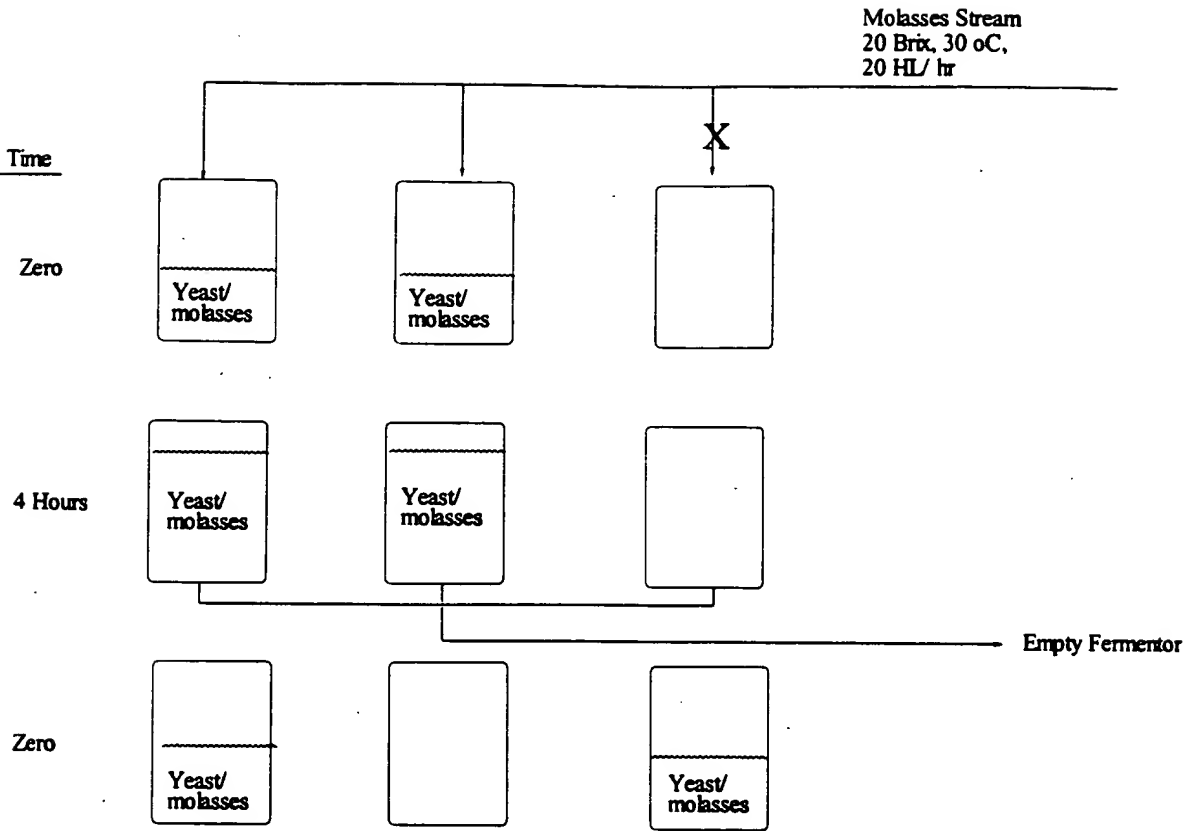 Molasses Stream
20 Brix, 30 oC,
20 HL/ hr
Time
X
Zero
Yeast/
molasses
Yeast/
molasses
4 Hours
Yeast/
molasses
Yeast/
molasses
Empty Fermentor
Zero
Yeast/
molasses
Yeast/
molasses